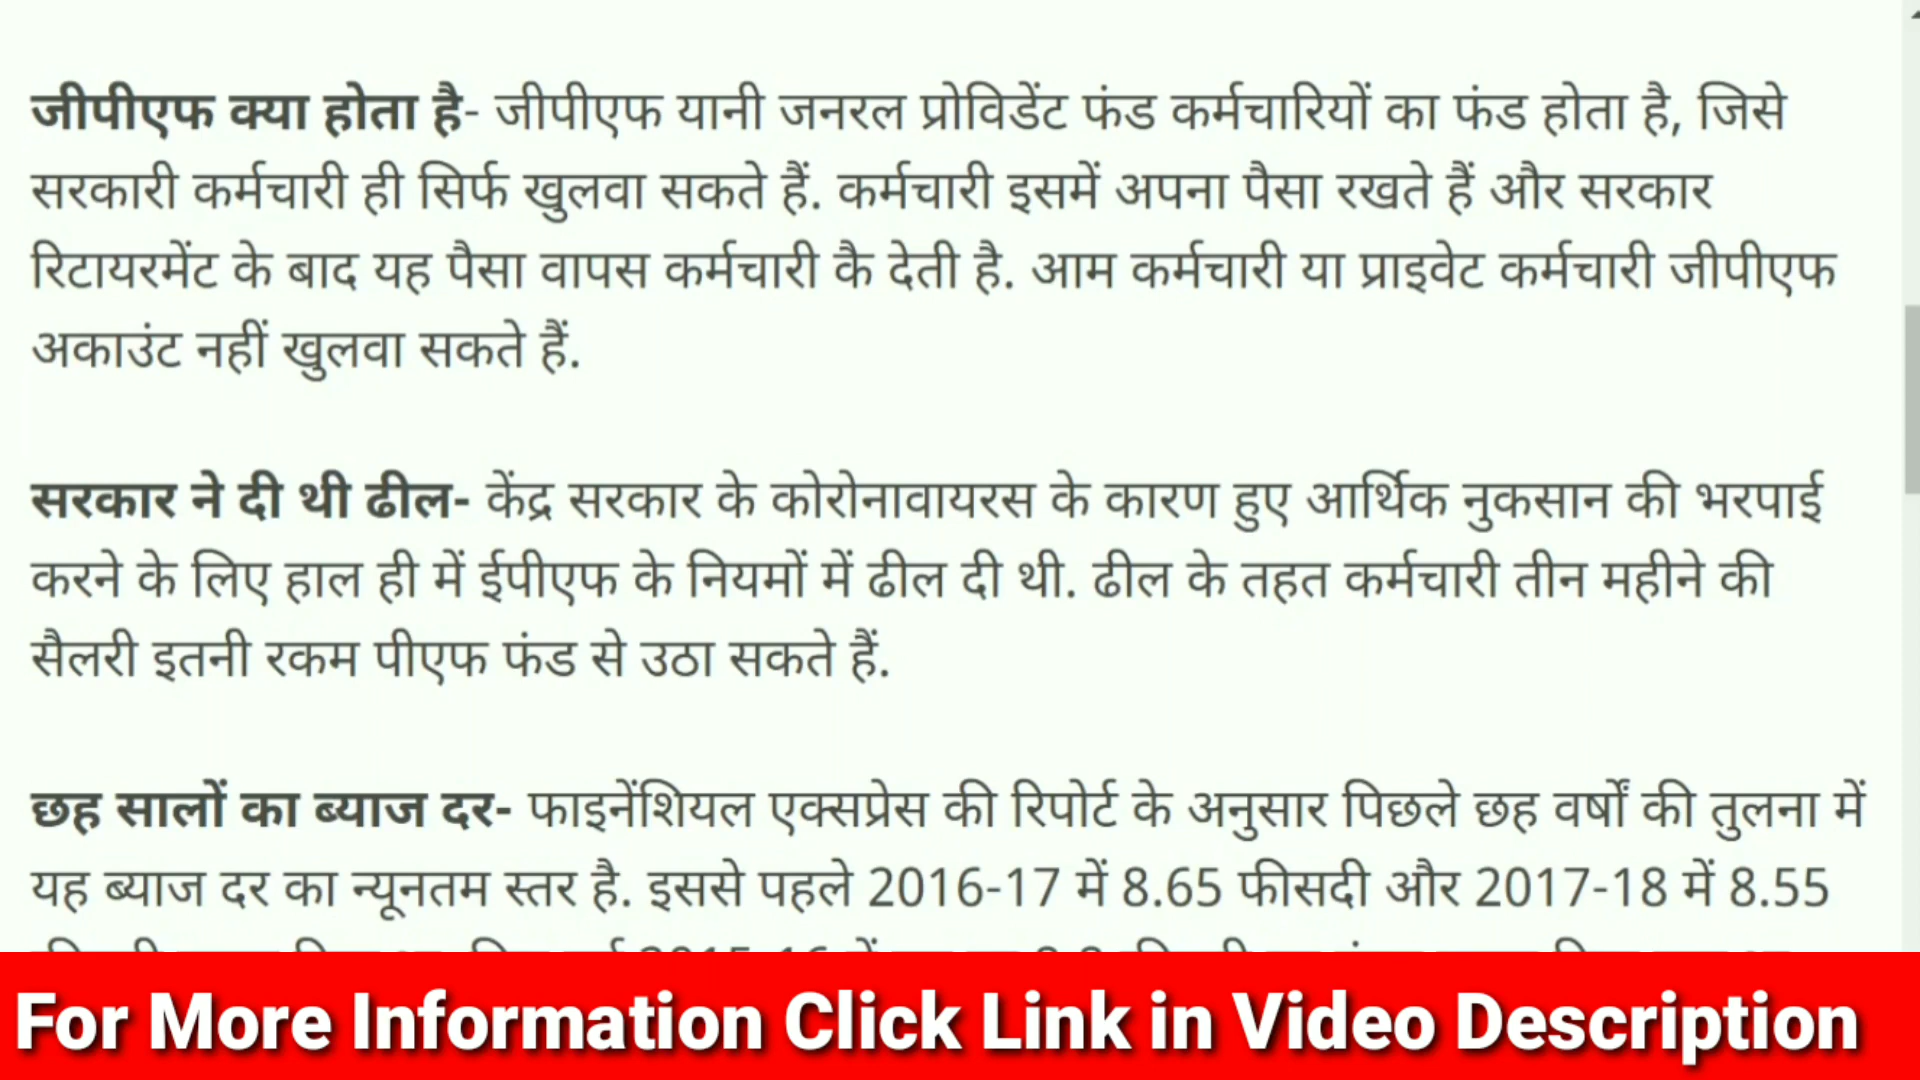 जीपीएफ क्या होता है- जीपीएफ यानी जनरल प्रोविडेंट फंड कर्मचारियों का फंड होता है, जिसे
सरकारी कर्मचारी ही सिर्फ खुलवा सकते हैं. कर्मचारी इसमें अपना पैसा रखते हैं और सरकार
रिटायरमेंट के बाद यह पैसा वापस कर्मचारी कै देती है. आम कर्मचारी या प्राइवेट कर्मचारी जीपीएफ
अकाउंट नहीं खुलवा सकते हैं.
सरकार ने दी थी ढील- केंद्र सरकार के कोरोनावायरस के कारण हुए आर्थिक नुकसान की भरपाई
करने के लिए हाल ही में ईपीएफ के नियमों में ढील दी थी. ढील के तहत कर्मचारी तीन महीने की
सैलरी इतनी रकम पीएफ फंड से उठा सकते हैं.
छह सालों का ब्याज दर- फाइनेंशियल एक्सप्रेस की रिपोर्ट के अनुसार पिछले छह वर्षों की तुलना में
यह ब्याज दर का न्यूनतम स्तर है. इससे पहले 2016-17 में 8.65 फीसदी और 2017-18 में 8.55
For More Information Click Link in Video Description